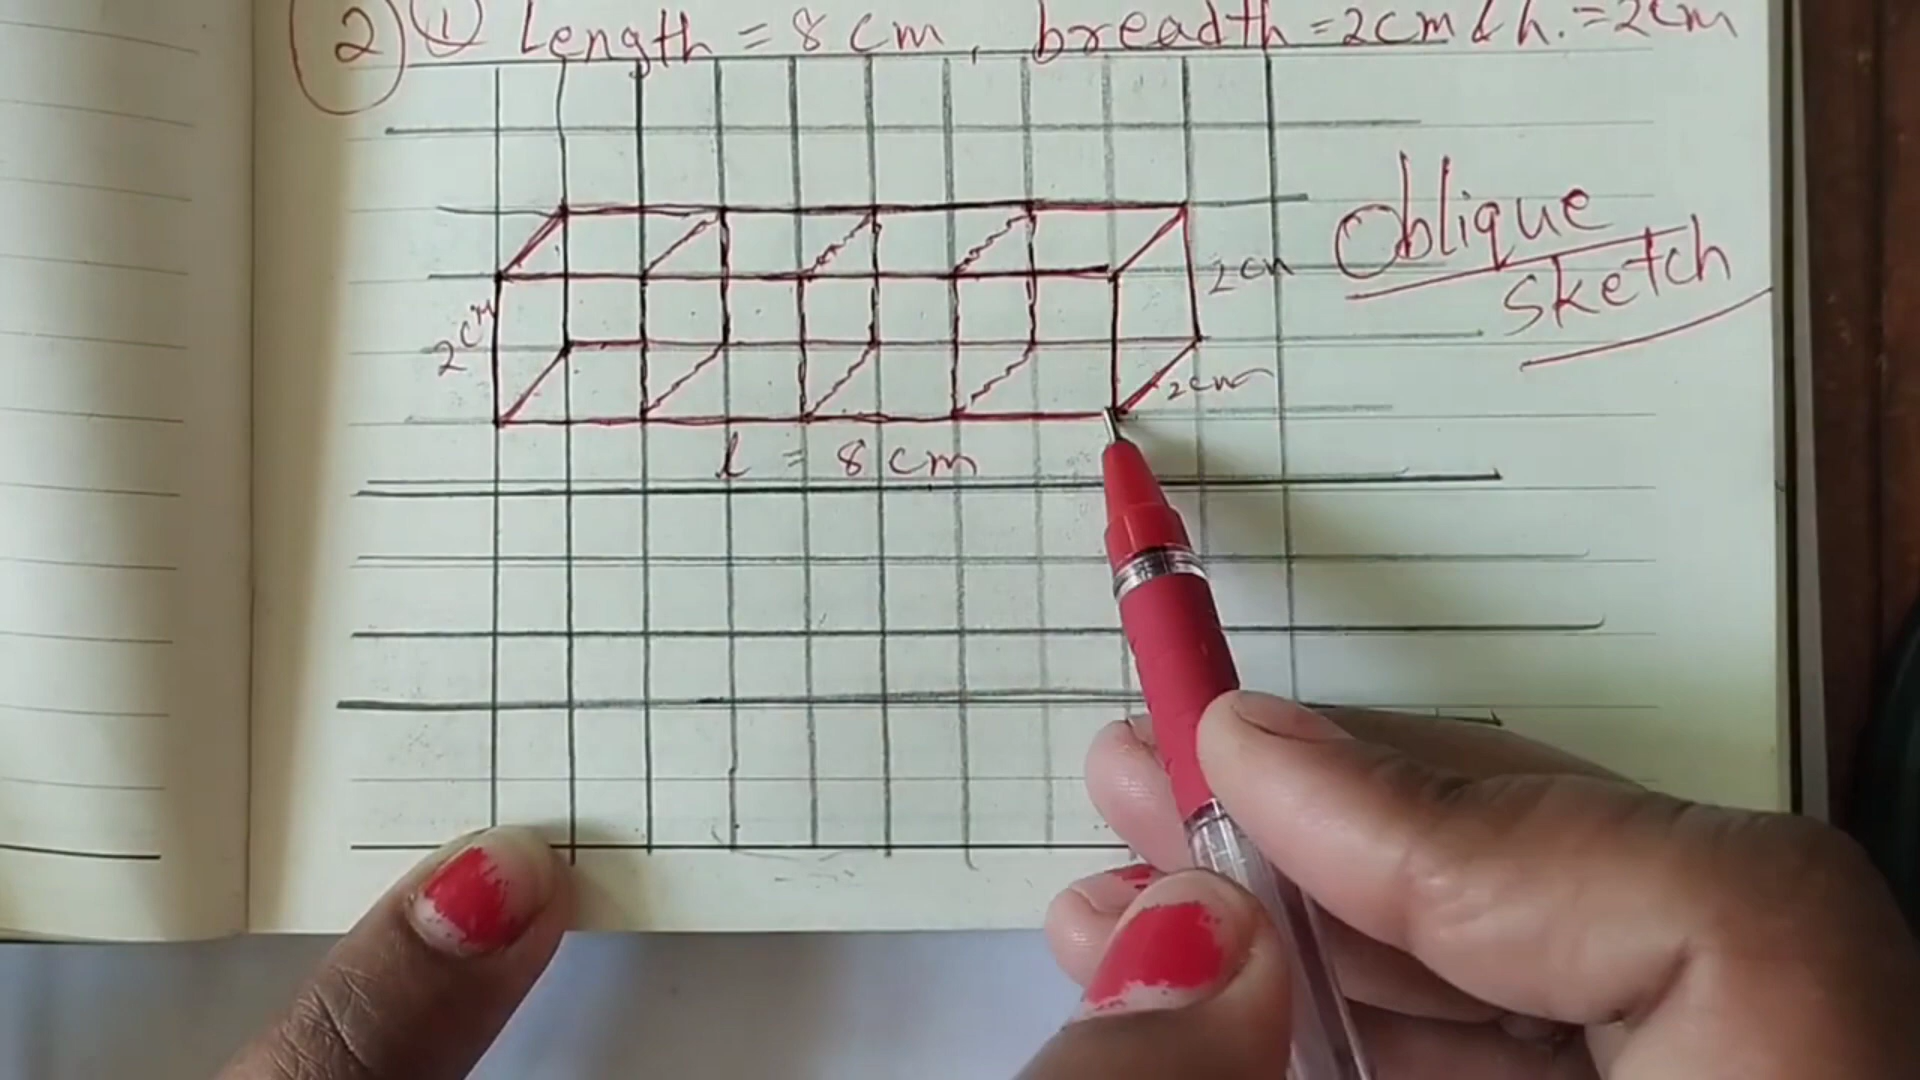 2) ① Length = 8 cm, breadth = 2cm & h. = 2cm
Oblique
sketch
2cm
2cm
2cm
l = 8 cm